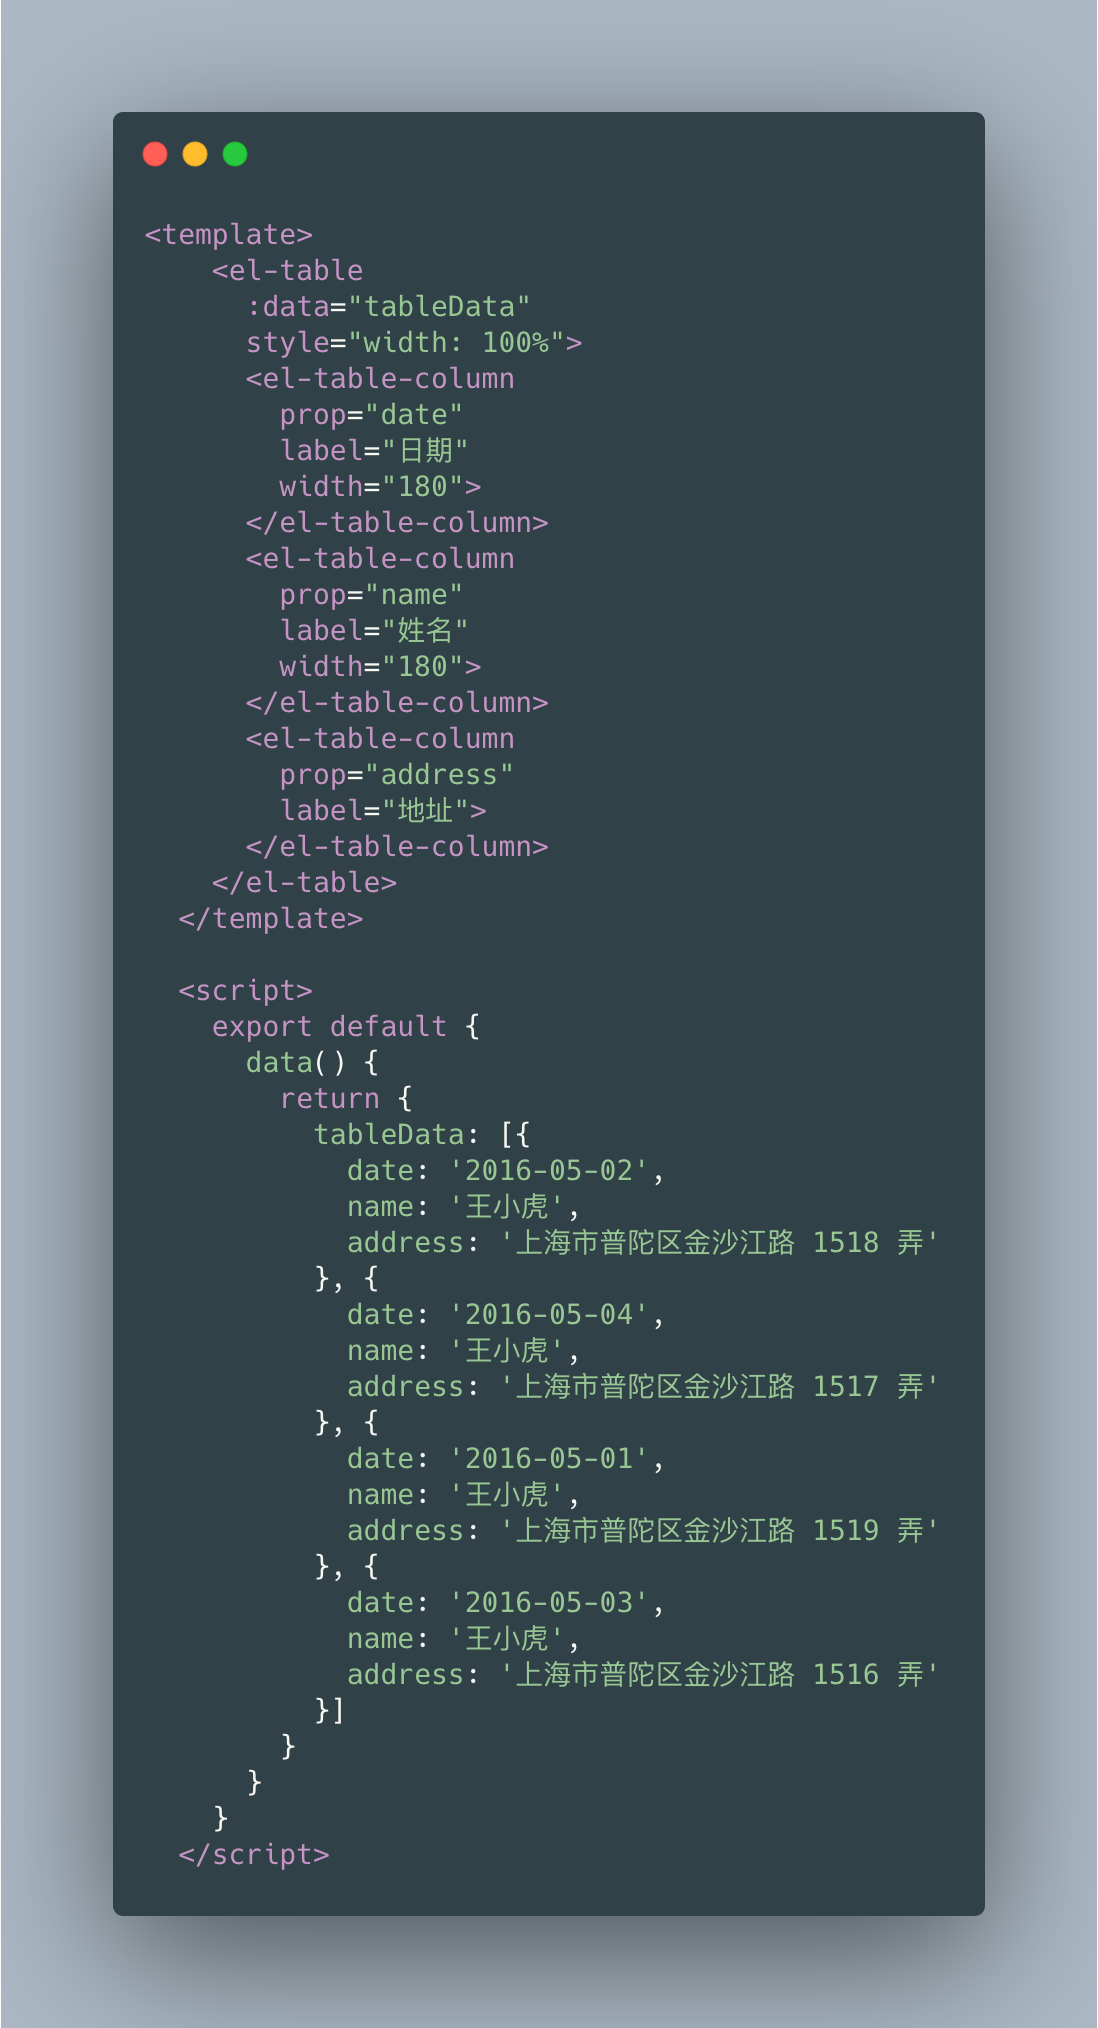 <template>
    <el-table
      :data="tableData"
      style="width: 100%">
      <el-table-column
        prop="date"
        label="日期"
        width="180">
      </el-table-column>
      <el-table-column
        prop="name"
        label="姓名"
        width="180">
      </el-table-column>
      <el-table-column
        prop="address"
        label="地址">
      </el-table-column>
    </el-table>
  </template>

  <script>
    export default {
      data() {
        return {
          tableData: [{
            date: '2016-05-02',
            name: '王小虎',
            address: '上海市普陀区金沙江路 1518 弄'
          }, {
            date: '2016-05-04',
            name: '王小虎',
            address: '上海市普陀区金沙江路 1517 弄'
          }, {
            date: '2016-05-01',
            name: '王小虎',
            address: '上海市普陀区金沙江路 1519 弄'
          }, {
            date: '2016-05-03',
            name: '王小虎',
            address: '上海市普陀区金沙江路 1516 弄'
          }]
        }
      }
    }
  </script>